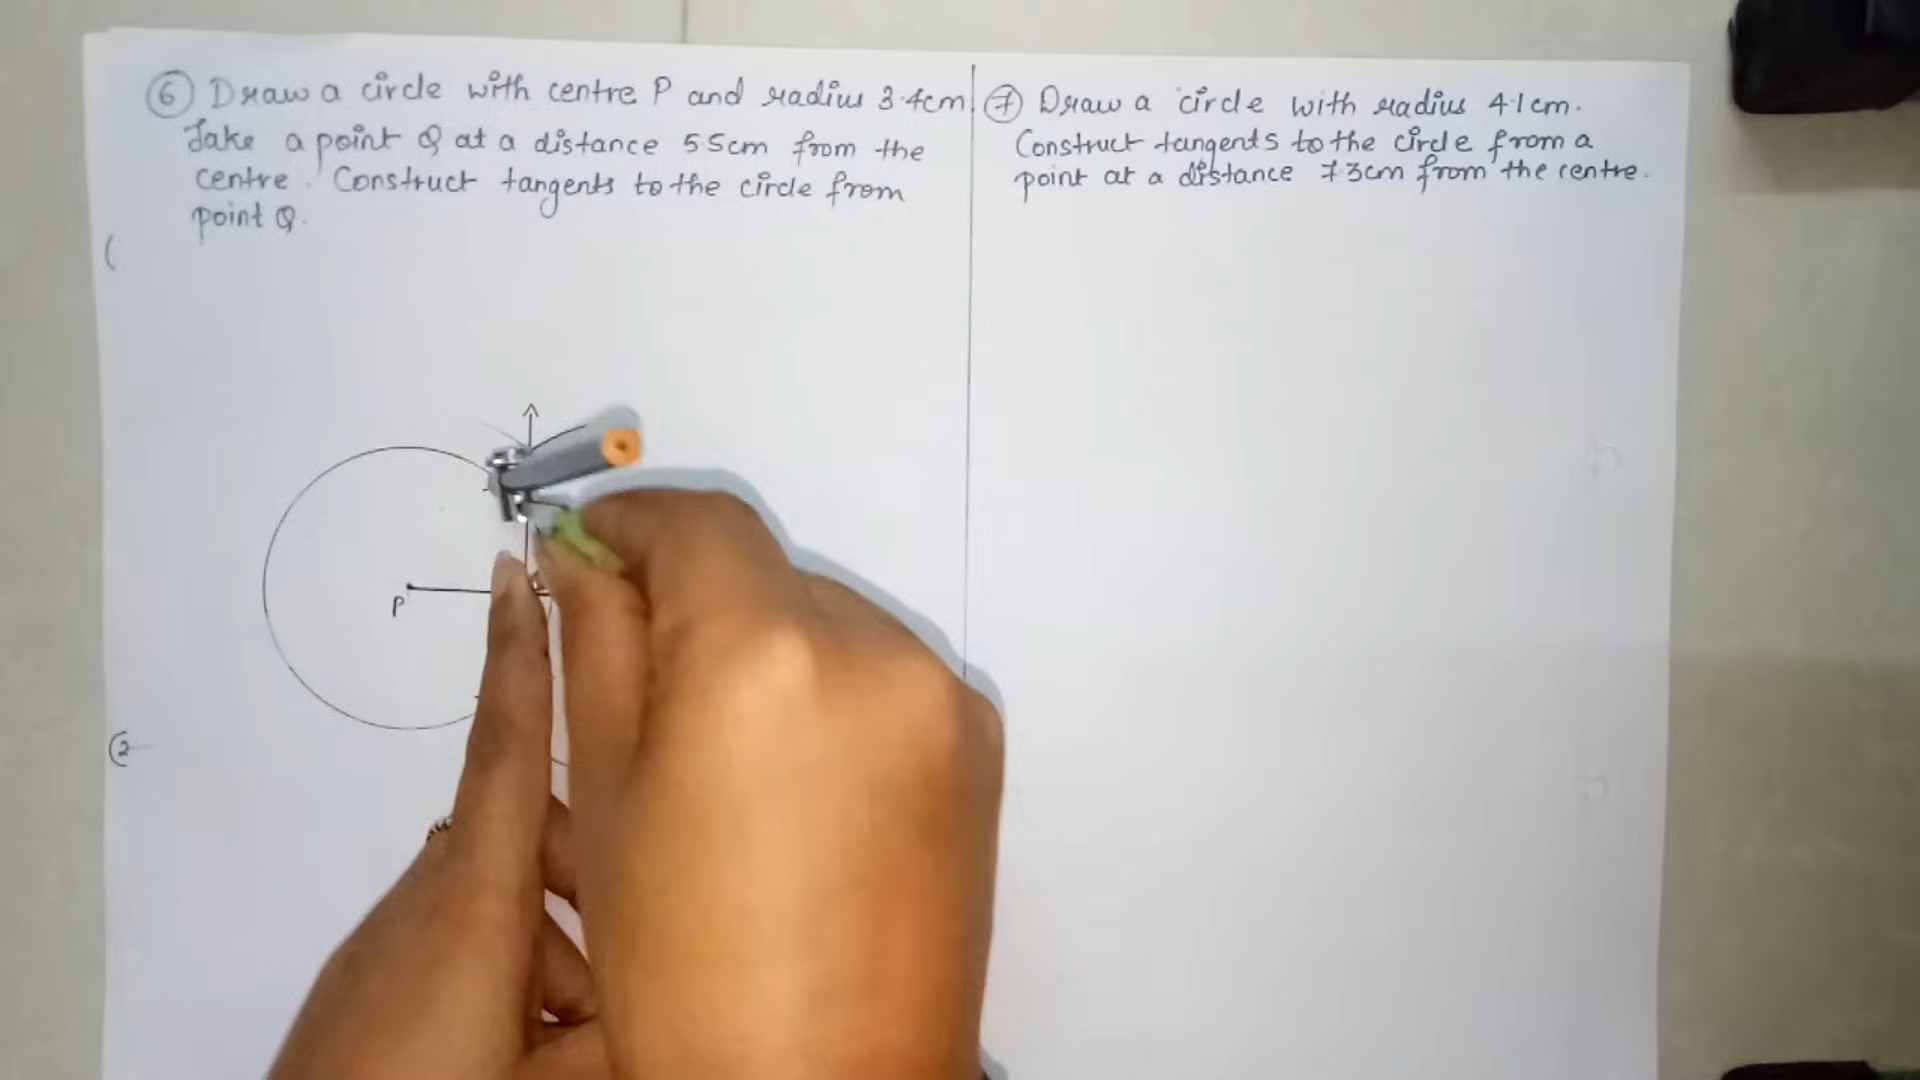 6 Draw a circle with centre P and radius 3.4cm
Take a point Q at a distance 5.5cm from the
centre. Construct tangents to the circle from
point Q.
7 Draw a circle with radius 4.1cm.
Construct tangents to the circle from a
point at a distance 7.3cm from the centre.
P
2